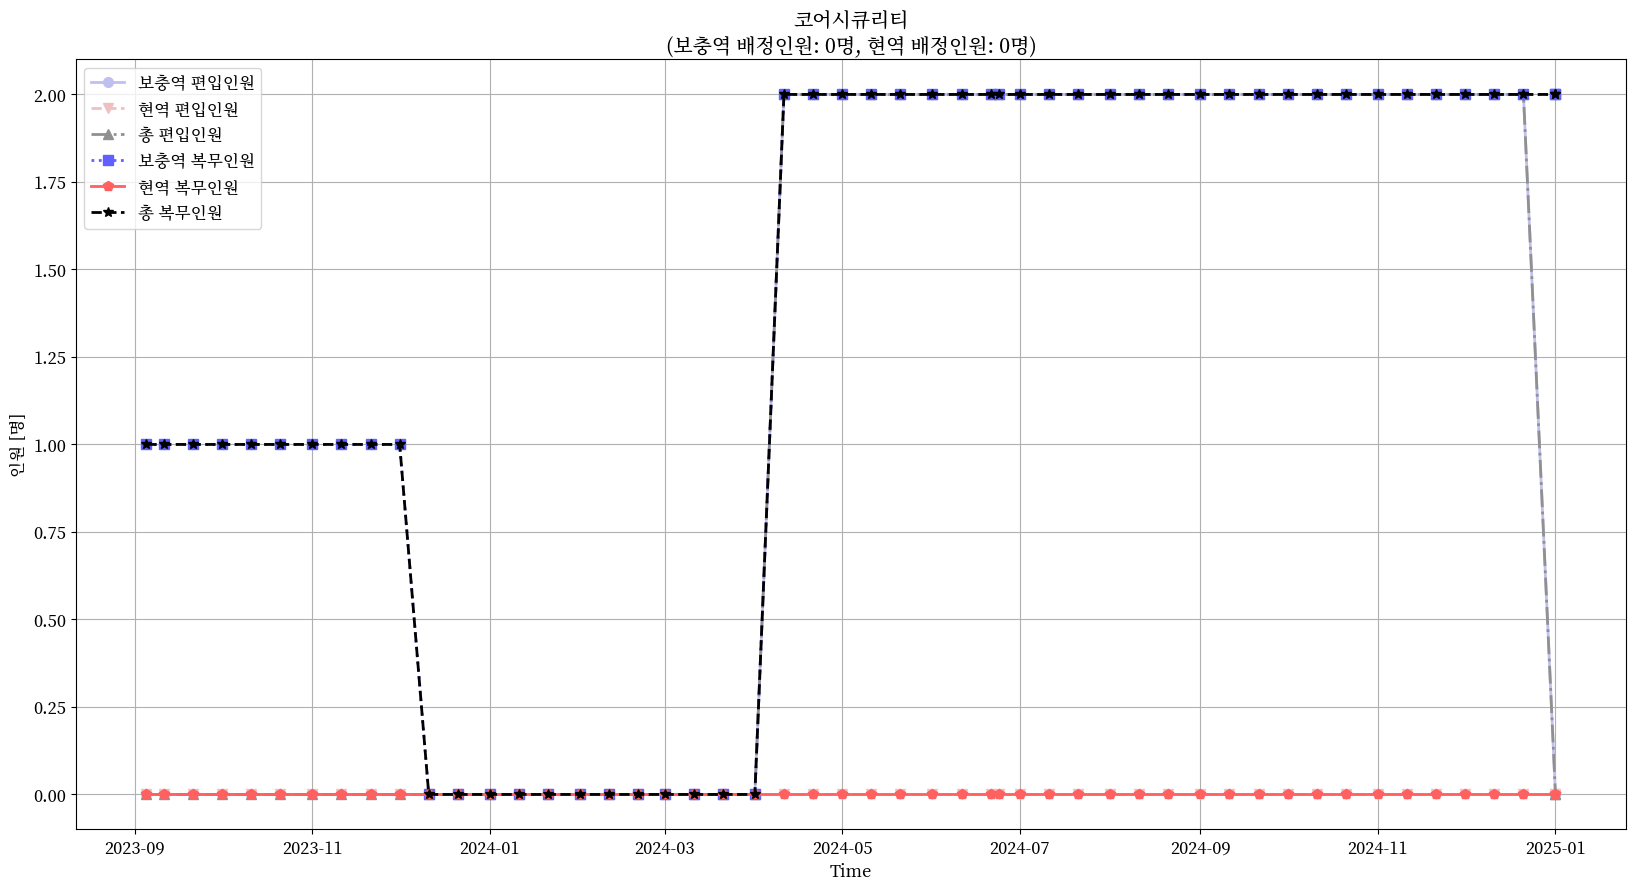 코어시큐리티
(보충역 배정인원: 0명, 현역 배정인원: 0명)
보충역 편입인원
현역 편입인원
총 편입인원
보충역 복무인원
현역 복무인원
총 복무인원
2.00
1.75
1.50
1.25
1.00
0.75
0.50
0.25
0.00
인원 [명]
2023-09
2023-11
2024-01
2024-03
2024-05
2024-07
2024-09
2024-11
2025-01
Time